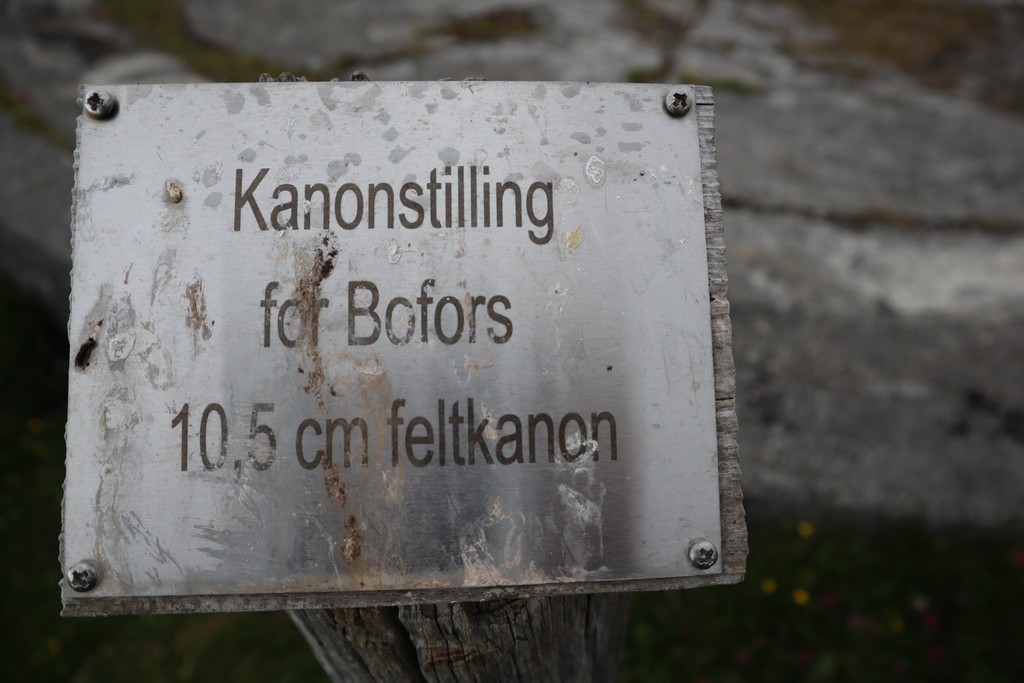 Kanonstilling
for Bofors
10,5 cm feltkanon